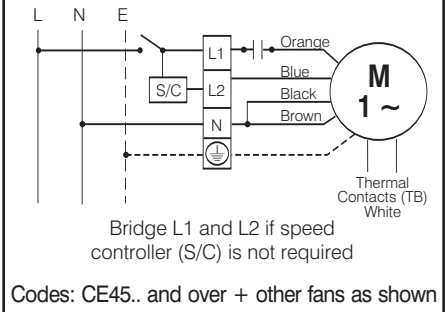 L N E
L1
Orange
Blue
S/C
L2
Black
N
Brown
M
1 ~
Thermal
Contacts (TB)
White
Bridge L1 and L2 if speed
controller (S/C) is not required
Codes: CE45.. and over + other fans as shown